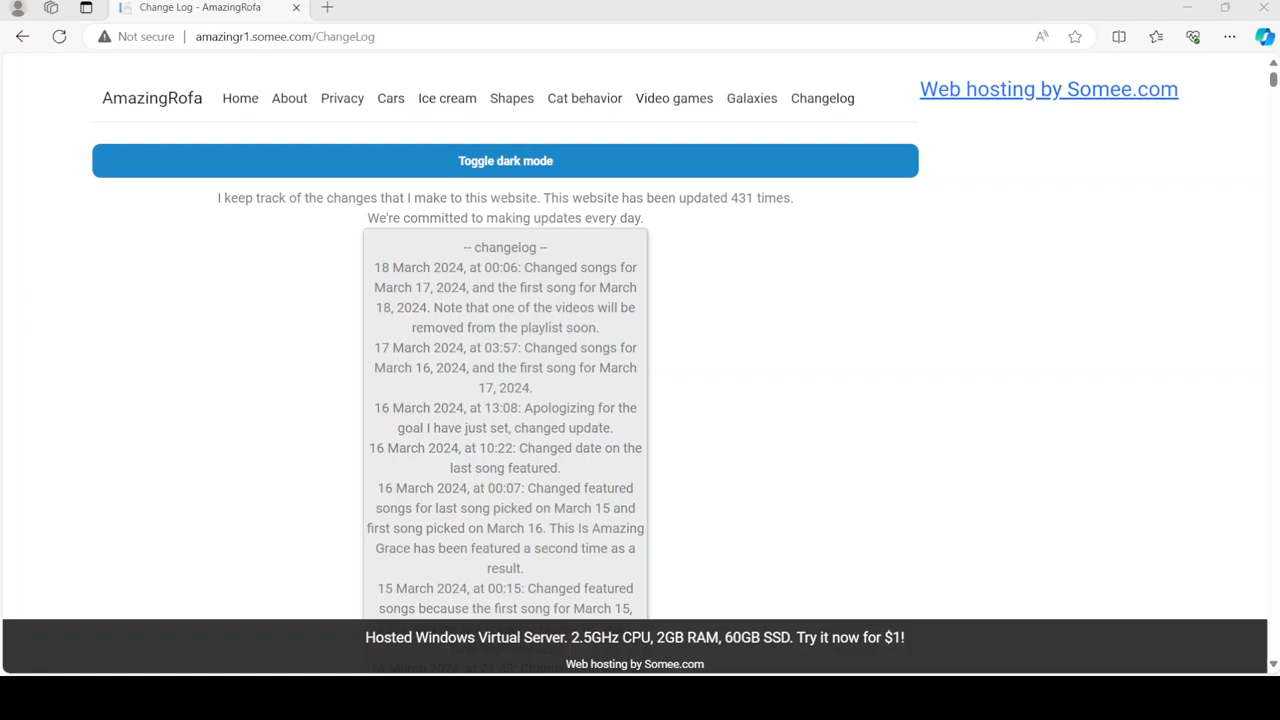 Change Log - AmazingRofa
Not secure
amazingr1.somee.com/ChangeLog
AmazingRofa Home About Privacy Cars Ice cream Shapes Cat behavior Video games Galaxies Changelog
Web hosting by Somee.com
Toggle dark mode
I keep track of the changes that I make to this website. This website has been updated 431 times.
We're committed to making updates every day.
-- changelog --
18 March 2024, at 00:06: Changed songs for
March 17, 2024, and the first song for March
18, 2024. Note that one of the videos will be
removed from the playlist soon.
17 March 2024, at 03:57: Changed songs for
March 16, 2024, and the first song for March
17, 2024.
16 March 2024, at 13:08: Apologizing for the
goal I have just set, changed update.
16 March 2024, at 10:22: Changed date on the
last song featured.
16 March 2024, at 00:07: Changed featured
songs for last song picked on March 15 and
first song picked on March 16. This Is Amazing
Grace has been featured a second time as a
result.
15 March 2024, at 00:15: Changed featured
songs because the first song for March 15,
Hosted Windows Virtual Server. 2.5GHz CPU, 2GB RAM, 60GB SSD. Try it now for $1!
Web hosting by Somee.com